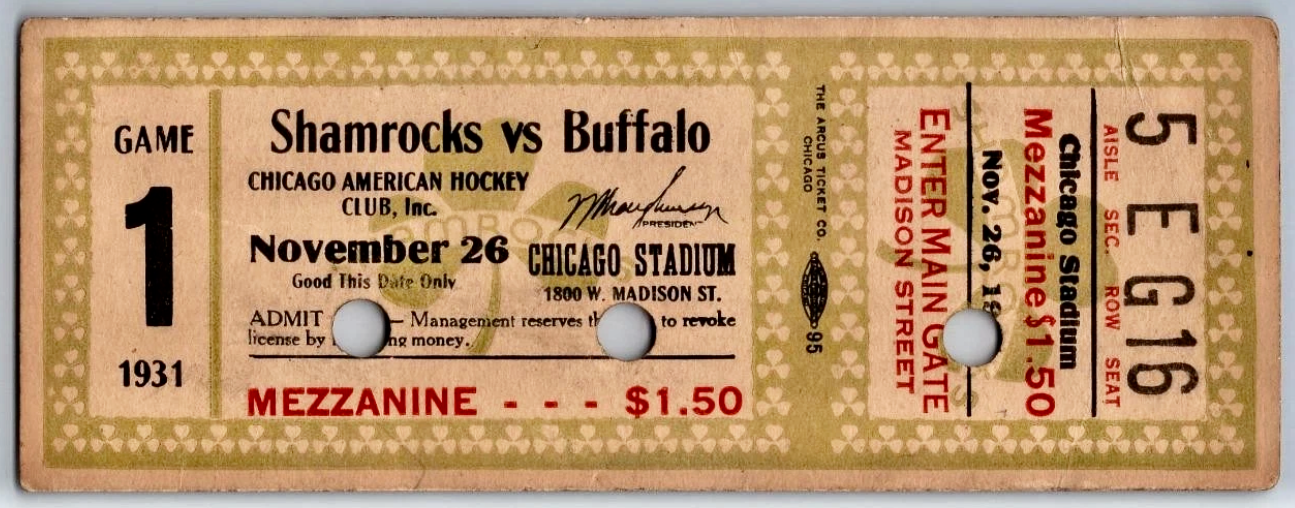 GAME
1
1931
Shamrocks vs Buffalo
CHICAGO AMERICAN HOCKEY
CLUB, Inc.
PRESIDENT
November 26
Good This Date Only
CHICAGO STADIUM
1800 W. MADISON ST.
ADMIT — Management reserves to revoke
license by money.
MEZZANINE - - - $1.50
THE ARCUS TICKET CO.
CHICAGO
95
ENTER MAIN GATE
MADISON STREET
Nov. 26, 19
Chicago Stadium
Mezzanine $1.50
AISLE SEC. ROW SEAT
5 E G 16